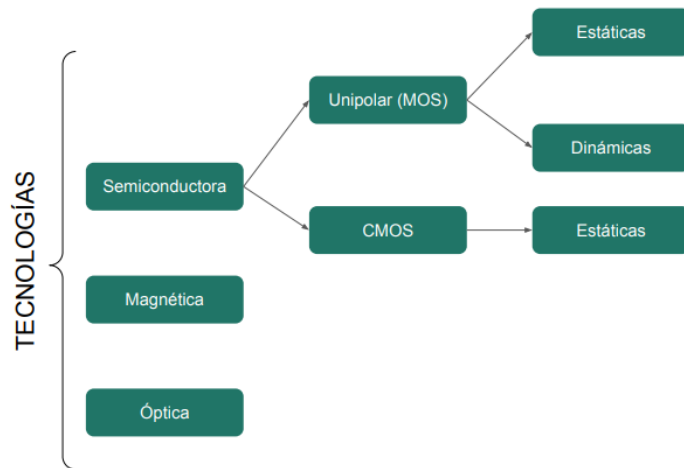 TECNOLOGÍAS
Semiconductora
Magnética
Óptica
Unipolar (MOS)
CMOS
Estáticas
Dinámicas
Estáticas